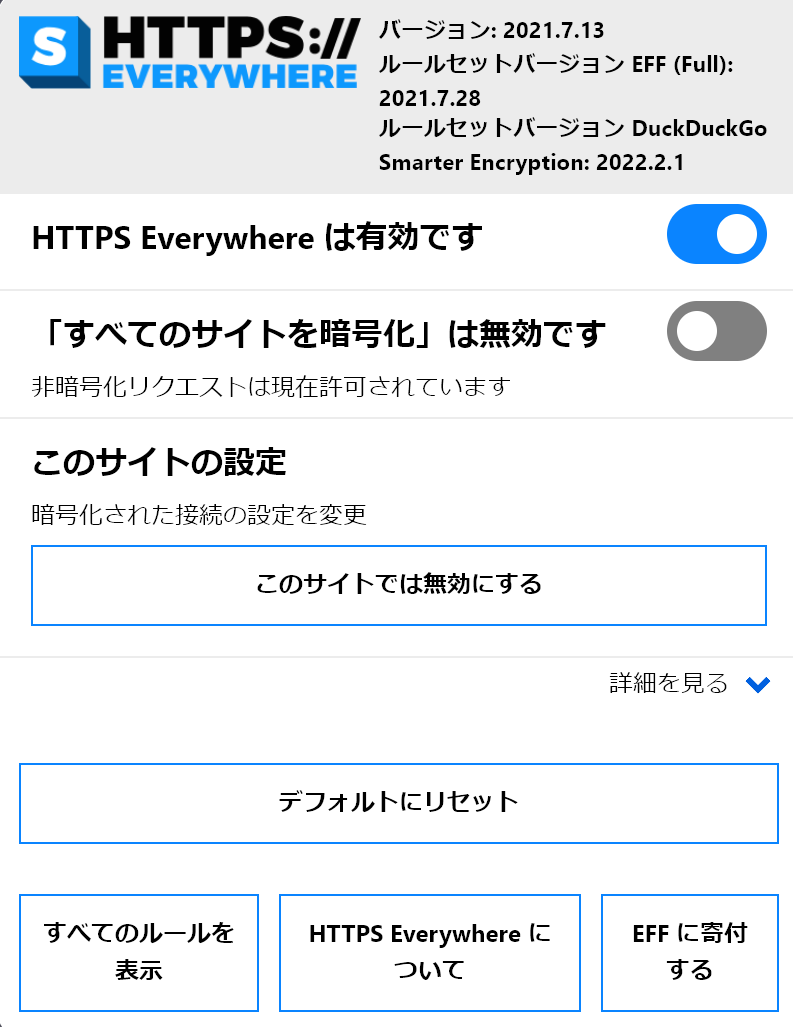 S HTTPS://
EVERYWHERE
バージョン: 2021.7.13
ルールセットバージョン EFF (Full):
2021.7.28
ルールセットバージョン DuckDuckGo
Smarter Encryption: 2022.2.1
HTTPS Everywhere は有効です
「すべてのサイトを暗号化」は無効です
非暗号化リクエストは現在許可されています
このサイトの設定
暗号化された接続の設定を変更
このサイトでは無効にする
詳細を見る
デフォルトにリセット
すべてのルールを
表示
HTTPS Everywhere に
ついて
EFF に寄付
する